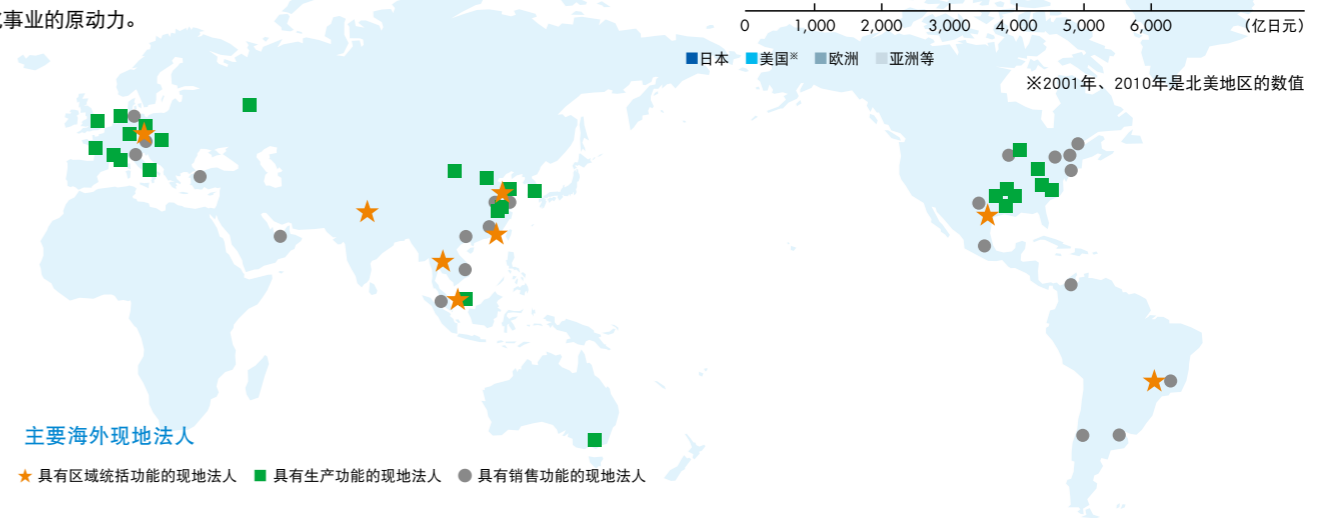 事业的原动力。
0 1,000 2,000 3,000 4,000 5,000 6,000 （亿日元）
■日本 ■美国※ ■欧洲 ■亚洲等
※2001年、2010年是北美地区的数值
主要海外现地法人
★ 具有区域统括功能的现地法人 ■ 具有生产功能的现地法人 ● 具有销售功能的现地法人